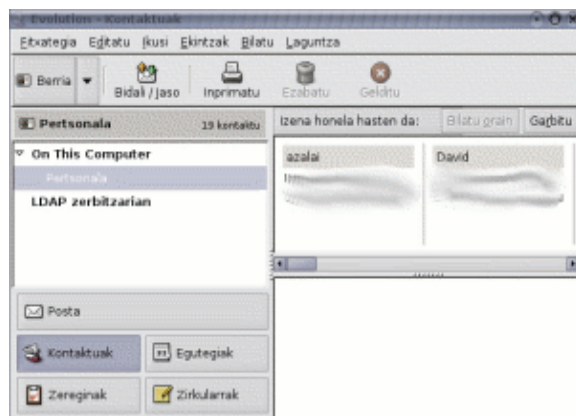 Evolution - Kontaktuak
Etxategia Editatu Ikusi Ekintzak Bilatu Laguntza
Berria Bidali / Jaso Inprimatu Ezabatu Gelditu
Pertsonala 19 kontaktu Izena honela hasten da: Bilatu orain Garbitu
On This Computer azalai David
Pertsonala
LDAP zerbitzarian
Posta
Kontaktuak Egutegiak
Zereginak Zirkularrak